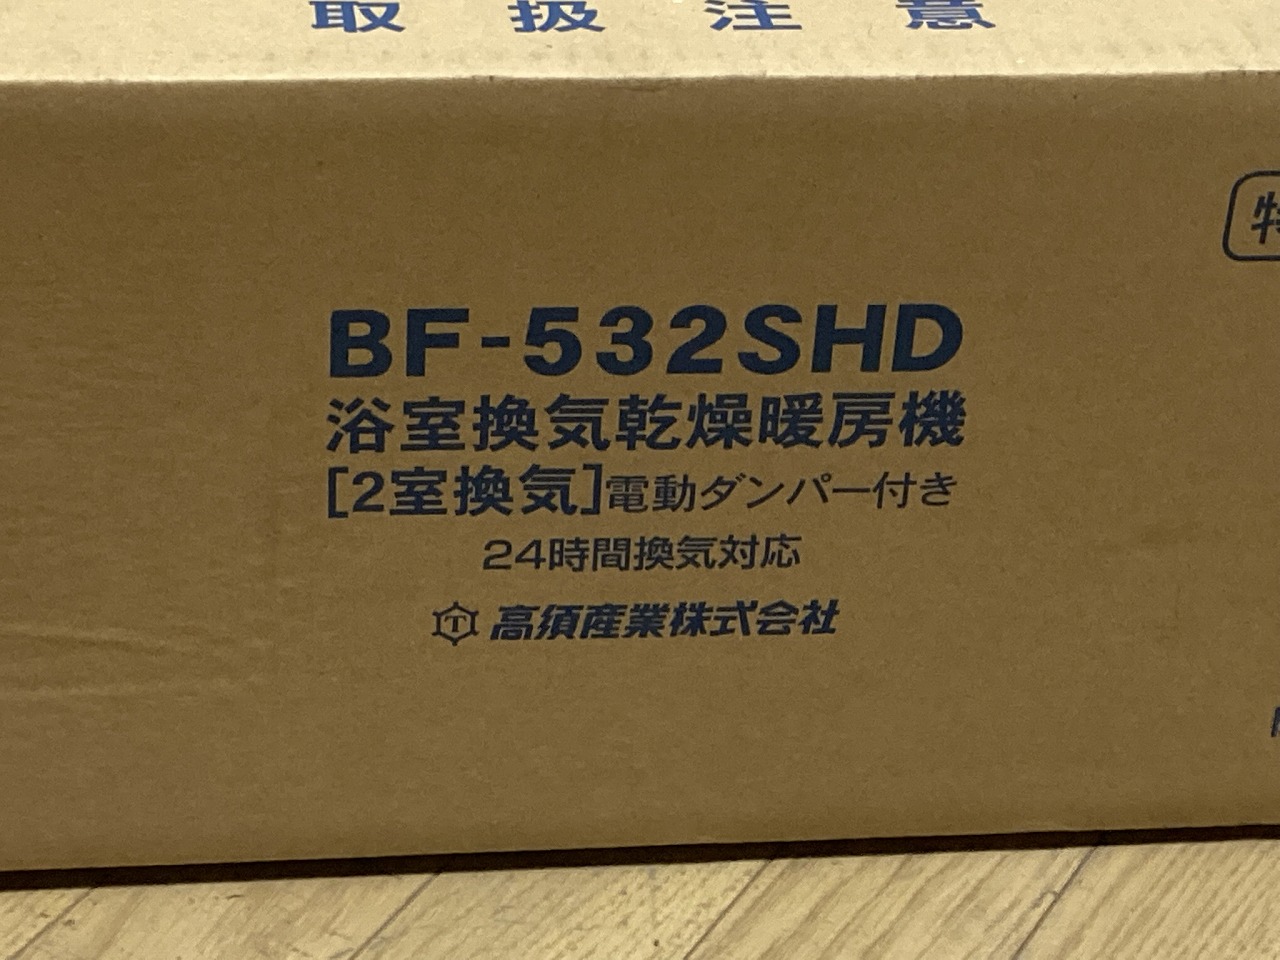 取扱注意
BF-532SHD
浴室換気乾燥暖房機
[2室換気]電動ダンパー付き
24時間換気対応
T 高須産業株式会社